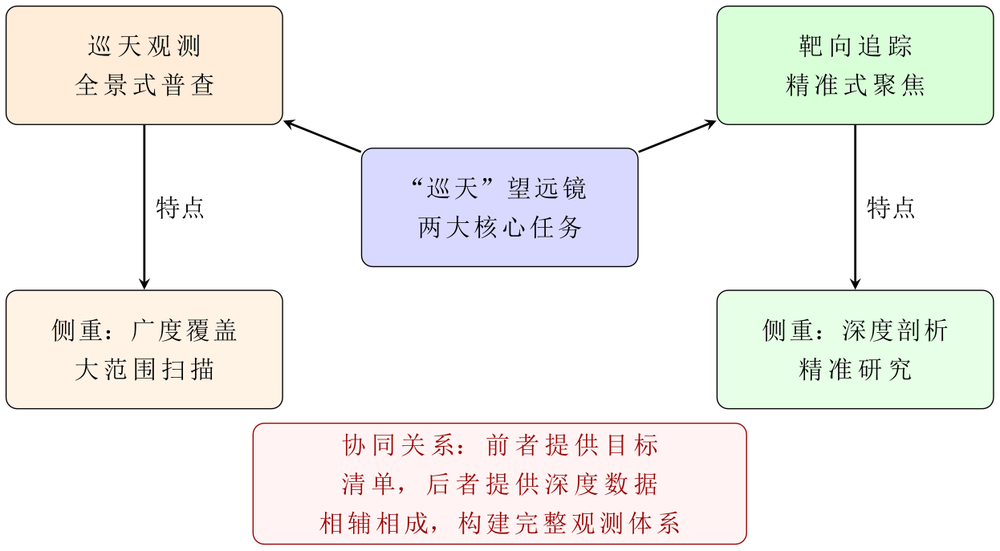 巡天观测
全景式普查
靶向追踪
精准式聚焦
“巡天”望远镜
两大核心任务
特点
特点
侧重：广度覆盖
大范围扫描
侧重：深度剖析
精准研究
协同关系：前者提供目标
清单，后者提供深度数据
相辅相成，构建完整观测体系